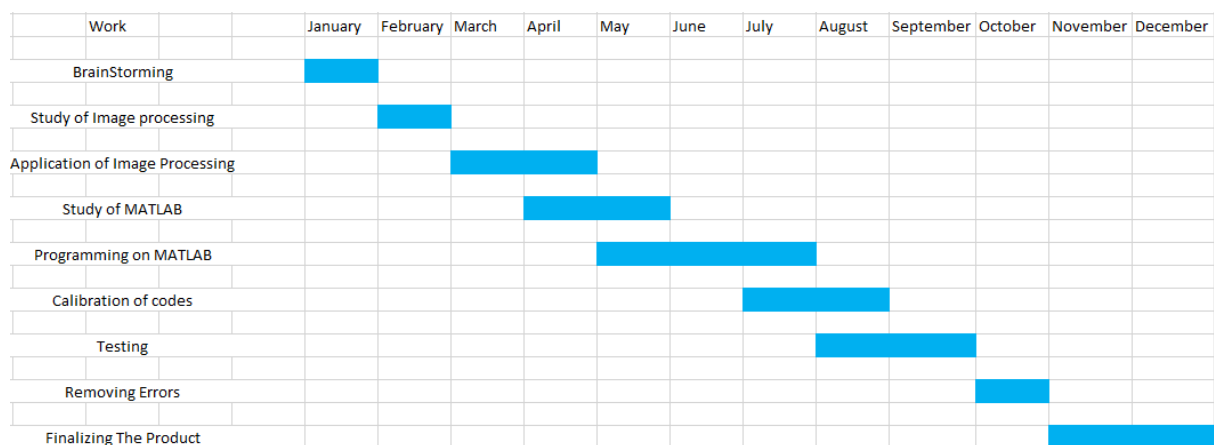 Work January February March April May June July August September October November December
BrainStorming
Study of Image processing
Application of Image Processing
Study of MATLAB
Programming on MATLAB
Calibration of codes
Testing
Removing Errors
Finalizing The Product